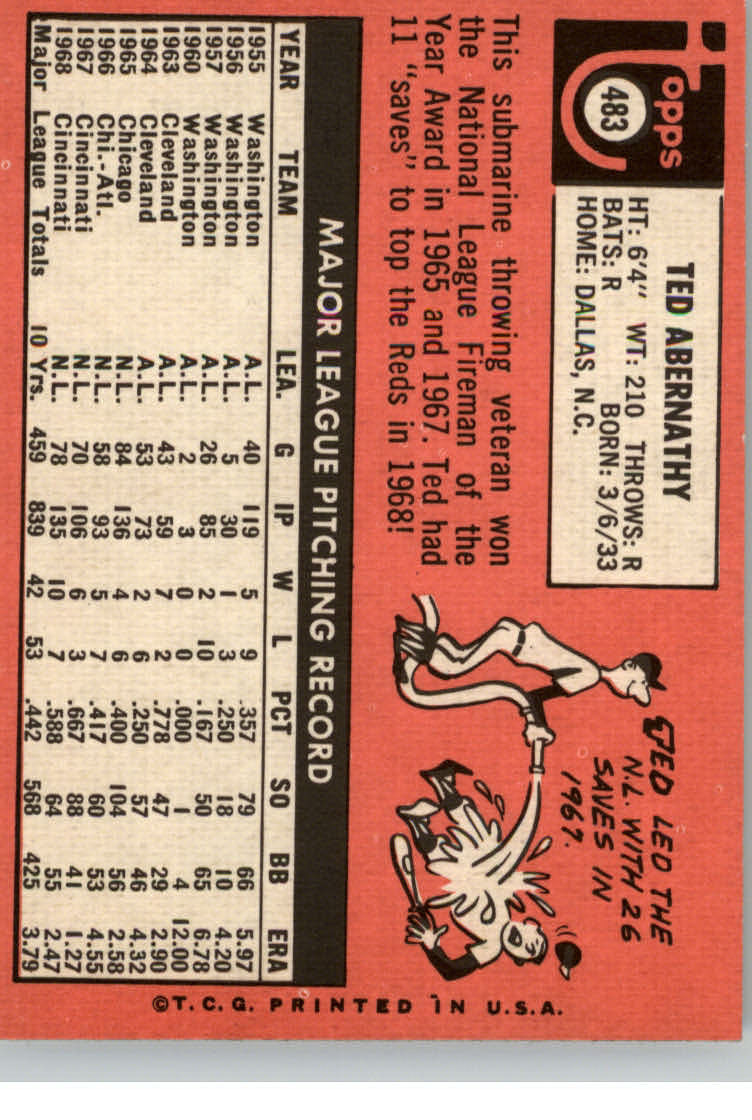 Topps
483
TED ABERNATHY
HT: 6'4" WT: 210 THROWS: R
BATS: R BORN: 3/6/33
HOME: DALLAS, N.C.
This submarine throwing veteran won
the National League Fireman of the
Year Award in 1965 and 1967. Ted had
11 "saves" to top the Reds in 1968!
TED LED THE
N.L. WITH 26
SAVES IN
1967.
MAJOR LEAGUE PITCHING RECORD
YEAR TEAM LEA. G IP W L PCT SO BB ERA
1955 Washington A.L. 40 119 5 9 .357 79 66 5.97
1956 Washington A.L. 5 30 1 3 .250 18 10 4.20
1957 Washington A.L. 26 85 2 10 .167 50 65 6.78
1960 Washington A.L. 2 3 0 0 .000 1 4 12.00
1963 Cleveland A.L. 43 59 7 2 .778 47 29 2.90
1964 Cleveland A.L. 53 73 2 6 .250 57 46 4.32
1965 Chicago N.L. 84 136 4 6 .400 104 56 2.58
1966 Chi.-Atl. N.L. 58 93 5 7 .417 60 53 4.55
1967 Cincinnati N.L. 70 106 6 3 .667 88 41 1.27
1968 Cincinnati N.L. 78 135 10 7 .588 64 55 2.47
Major League Totals 10 Yrs. 459 839 42 53 .442 568 425 3.79
©T.C.G. PRINTED IN U.S.A.